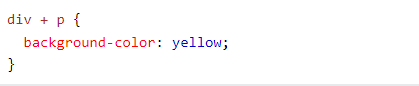 div + p {
  background-color: yellow;
}